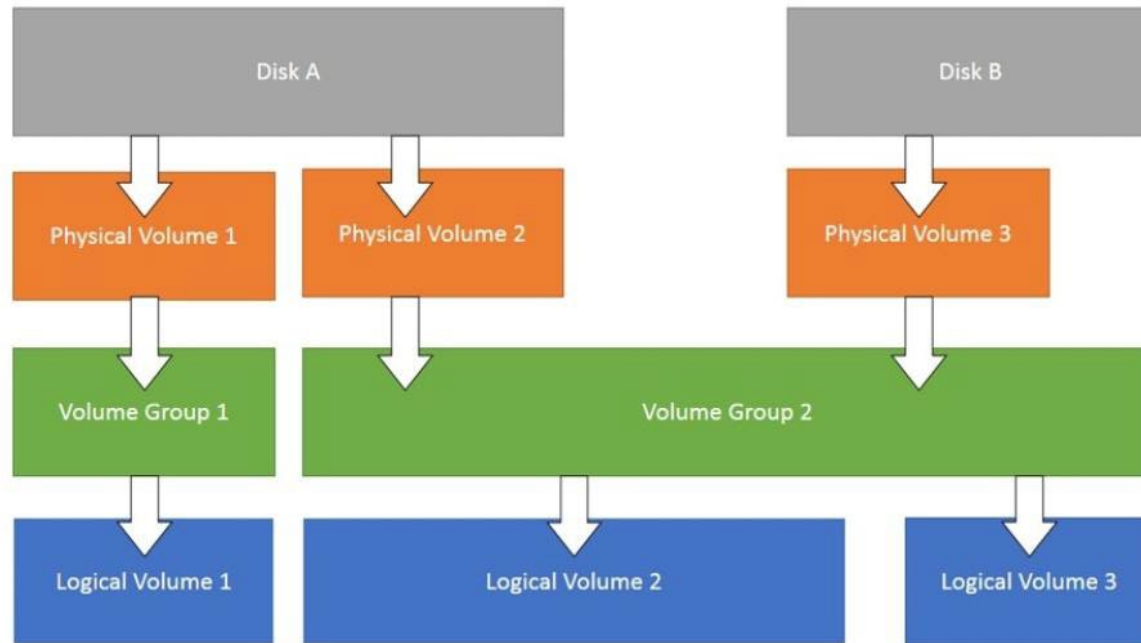 Disk A
Disk B
Physical Volume 1
Physical Volume 2
Physical Volume 3
Volume Group 1
Volume Group 2
Logical Volume 1
Logical Volume 2
Logical Volume 3